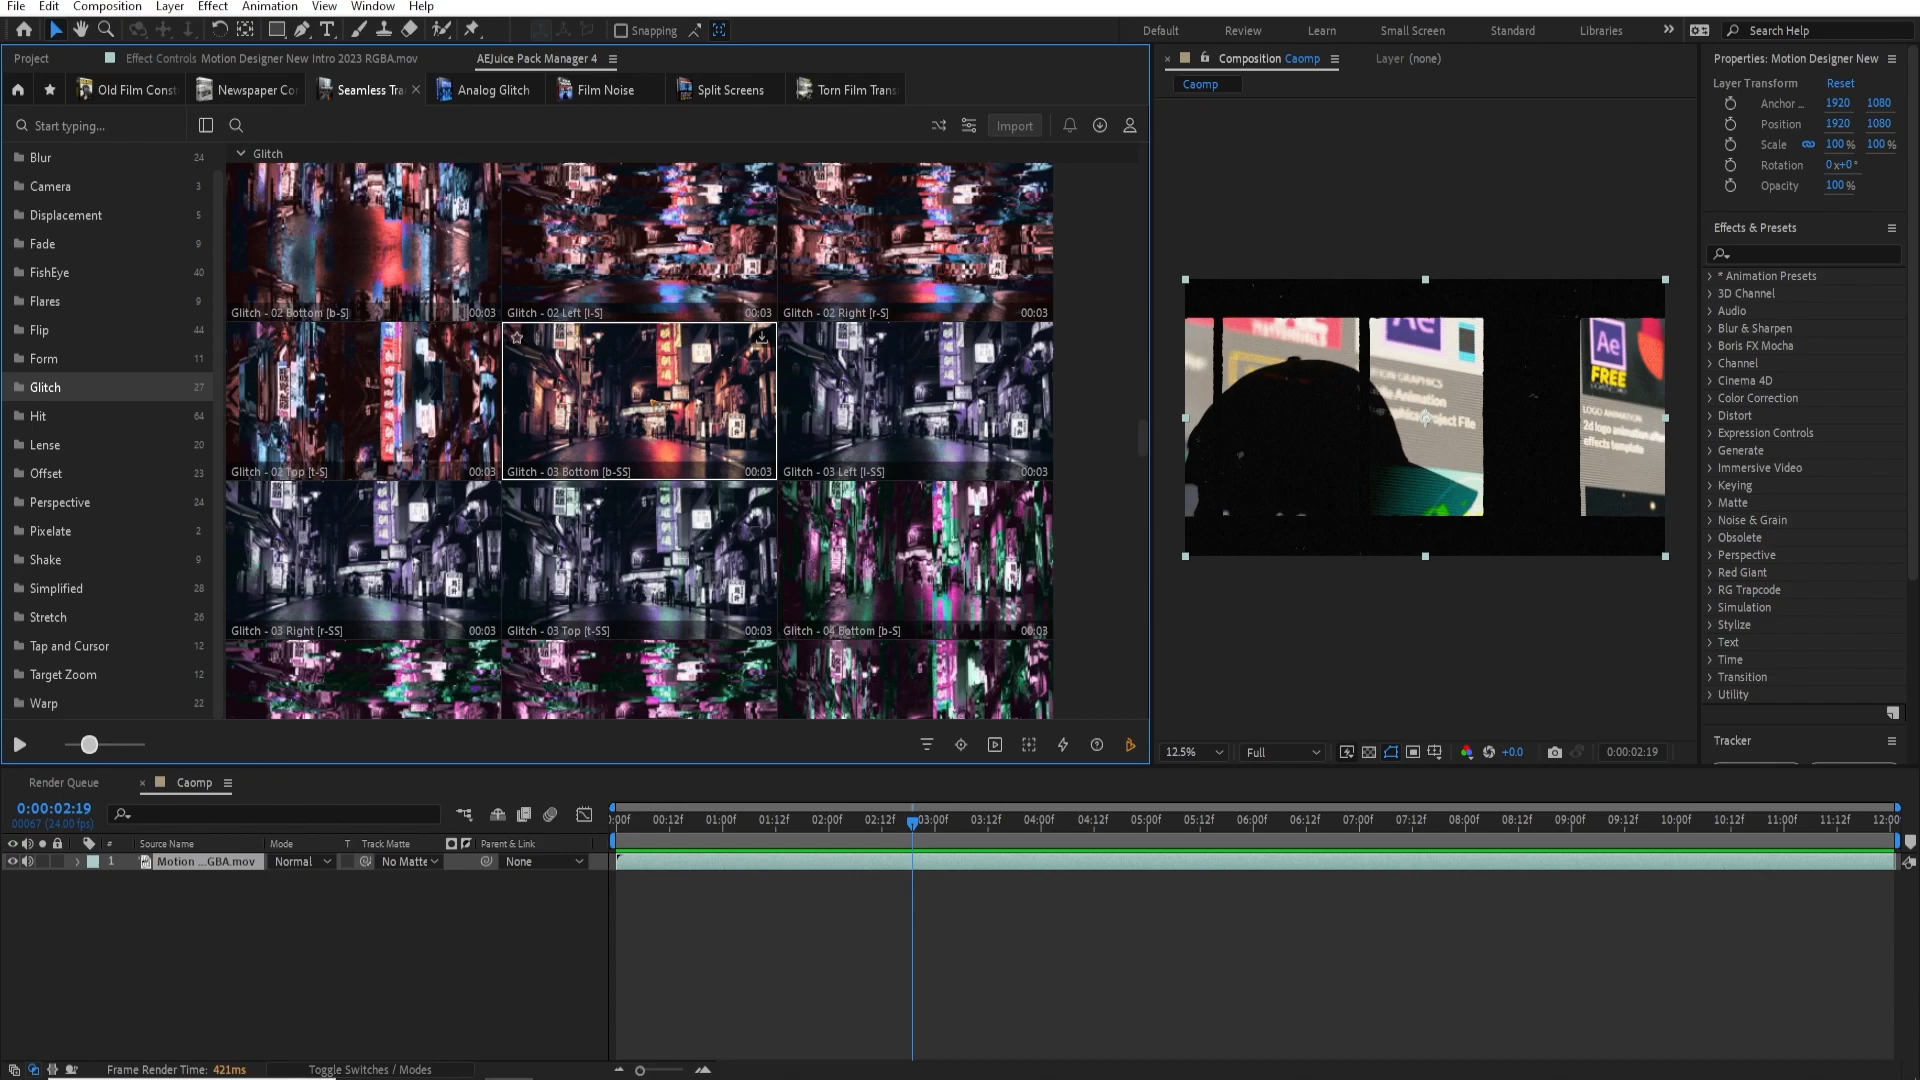 File Edit Composition Layer Effect Animation View Window Help
Snapping
Default Review Learn Small Screen Standard Libraries Search Help
Project Effect Controls Motion Designer New Intro 2023 RGBA.mov AEJuice Pack Manager 4
Old Film Const Newspaper Co Seamless Tra Analog Glitch Film Noise Split Screens Torn Film Trans
Start typing... Import
Blur 24
Camera 3
Displacement 5
Fade 9
FishEye 40
Flares 9
Flip 44
Form 11
Glitch 27
Hit 64
Lense 20
Offset 23
Perspective 24
Pixelate 2
Shake 9
Simplified 28
Stretch 26
Tap and Cursor 12
Target Zoom 12
Warp 22
Glitch
Glitch - 02 Bottom [b-S] 00:03
Glitch - 02 Left [l-S] 00:03
Glitch - 02 Right [r-S] 00:03
Glitch - 02 Top [t-S] 00:03
Glitch - 03 Bottom [b-SS] 00:03
Glitch - 03 Left [l-SS] 00:03
Glitch - 03 Right [r-SS] 00:03
Glitch - 03 Top [t-SS] 00:03
Glitch - 04 Bottom [b-S] 00:03
Composition Caomp Layer (none)
Caomp
Ae
FREE
LOGO ANIMATION
2d logo animation afte
effects template
12.5% Full +0.0 0:00:02:19
Properties: Motion Designer New
Layer Transform Reset
Anchor ... 1920 1080
Position 1920 1080
Scale 100 % 100 %
Rotation 0x+0°
Opacity 100 %
Effects & Presets
* Animation Presets
3D Channel
Audio
Blur & Sharpen
Boris FX Mocha
Channel
Cinema 4D
Color Correction
Distort
Expression Controls
Generate
Immersive Video
Keying
Matte
Noise & Grain
Obsolete
Perspective
Red Giant
RG Trapcode
Simulation
Stylize
Text
Time
Transition
Utility
Tracker
Render Queue Caomp
0:00:02:19
00067 (24.00 fps)
:00f 00:12f 01:00f 01:12f 02:00f 02:12f 03:00f 03:12f 04:00f 04:12f 05:00f 05:12f 06:00f 06:12f 07:00f 07:12f 08:00f 08:12f 09:00f 09:12f 10:00f 10:12f 11:00f 11:12f 12:00f
# Source Name Mode T Track Matte Parent & Link
1 Motion ...GBA.mov Normal No Matte None
Frame Render Time: 421ms Toggle Switches / Modes